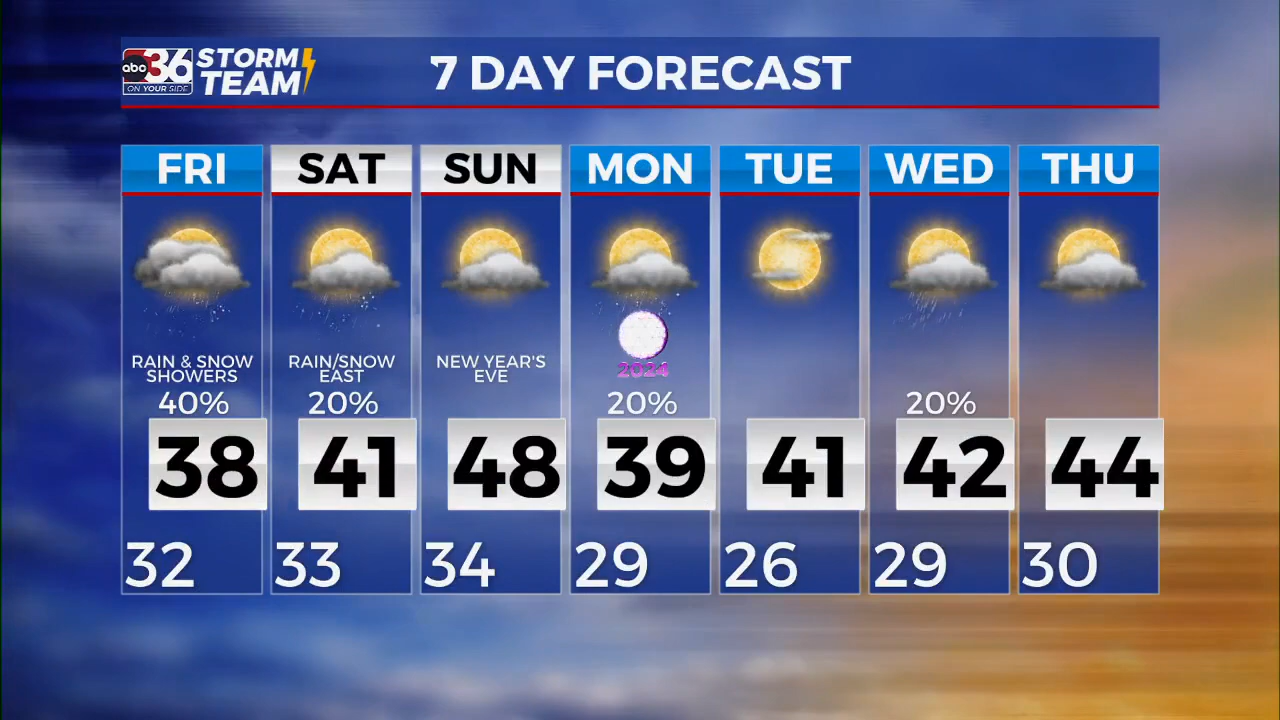 abc 36
ON YOUR SIDE
STORM
TEAM
7 DAY FORECAST
FRI
SAT
SUN
MON
TUE
WED
THU
2024
RAIN & SNOW
SHOWERS
RAIN/SNOW
EAST
NEW YEAR'S
EVE
40%
20%
20%
20%
38
41
48
39
41
42
44
32
33
34
29
26
29
30